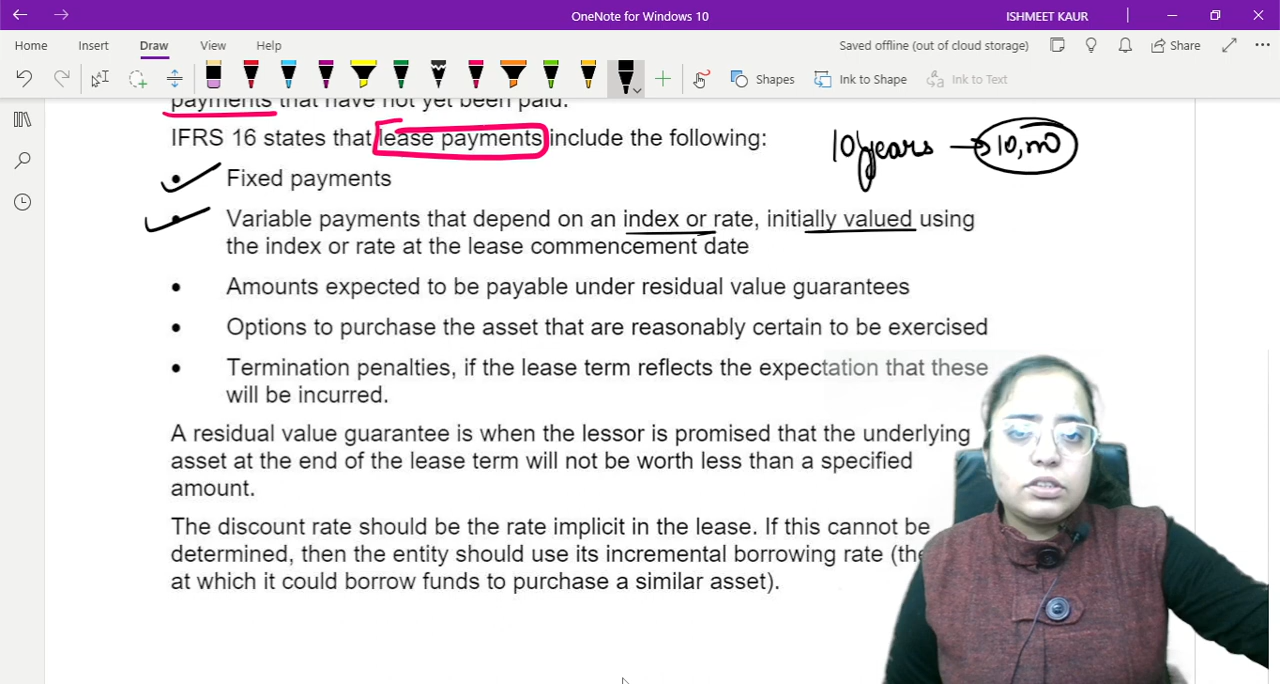 OneNote for Windows 10
ISHMEET KAUR
Home Insert Draw View Help
Saved offline (out of cloud storage)
Share
Shapes
Ink to Shape
Ink to Text
payments that have not yet been paid.
IFRS 16 states that lease payments include the following:
10 years → 10,000
• Fixed payments
• Variable payments that depend on an index or rate, initially valued using
the index or rate at the lease commencement date
• Amounts expected to be payable under residual value guarantees
• Options to purchase the asset that are reasonably certain to be exercised
• Termination penalties, if the lease term reflects the expectation that these
will be incurred.
A residual value guarantee is when the lessor is promised that the underlying
asset at the end of the lease term will not be worth less than a specified
amount.
The discount rate should be the rate implicit in the lease. If this cannot be
determined, then the entity should use its incremental borrowing rate (the
at which it could borrow funds to purchase a similar asset).